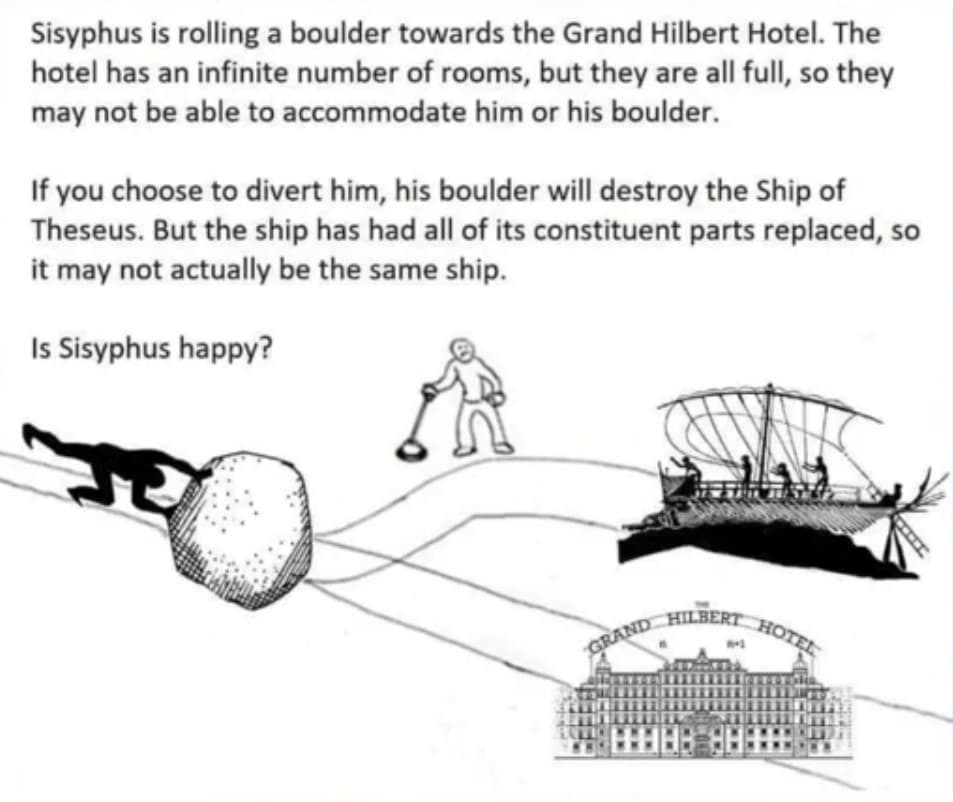 Sisyphus is rolling a boulder towards the Grand Hilbert Hotel. The
hotel has an infinite number of rooms, but they are all full, so they
may not be able to accommodate him or his boulder.
If you choose to divert him, his boulder will destroy the Ship of
Theseus. But the ship has had all of its constituent parts replaced, so
it may not actually be the same ship.
Is Sisyphus happy?
THE
GRAND HILBERT HOTEL
n n+1